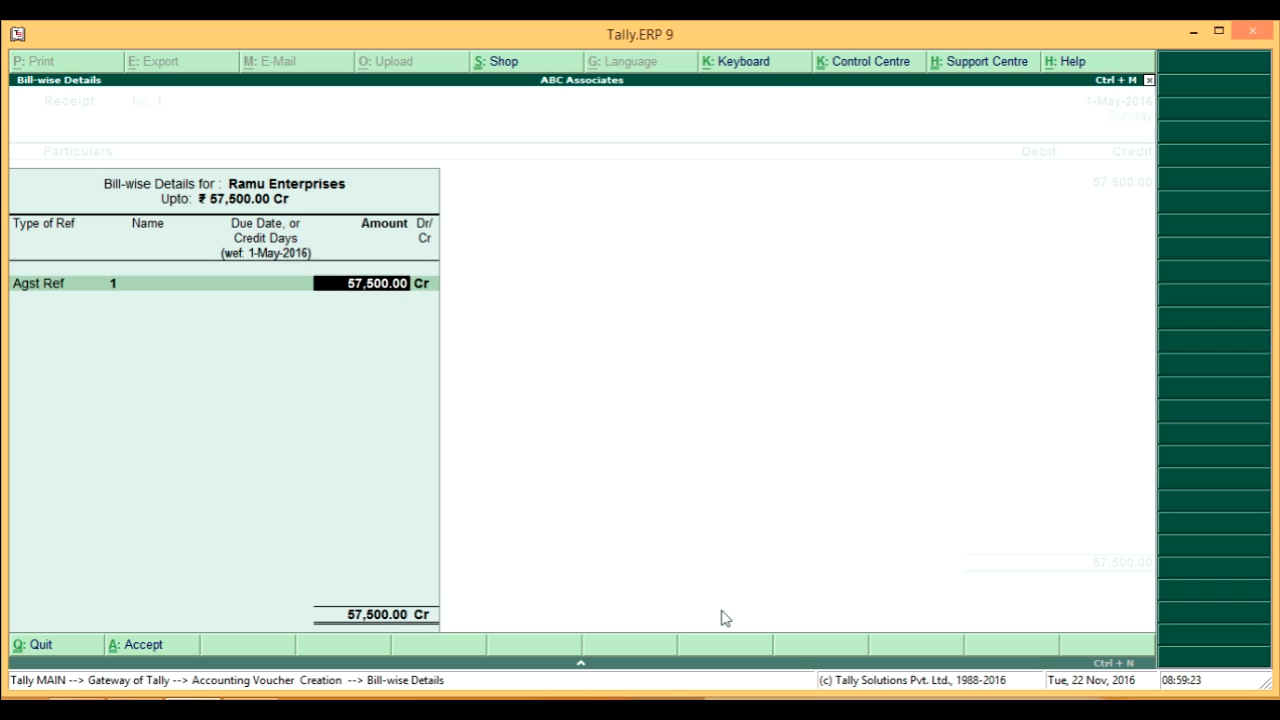 Tally.ERP 9
P: Print E: Export M: E-Mail O: Upload S: Shop G: Language K: Keyboard K: Control Centre H: Support Centre H: Help
Bill-wise Details ABC Associates Ctrl + M
Receipt No. 1 1-May-2016
Sunday
Particulars Debit Credit
57,500.00
Bill-wise Details for : Ramu Enterprises
Upto: ₹ 57,500.00 Cr
Type of Ref Name Due Date, or Amount Dr/
Credit Days Cr
(wef: 1-May-2016)
Agst Ref 1 57,500.00 Cr
57,500.00
57,500.00 Cr
Q: Quit A: Accept
Ctrl + N
Tally MAIN --> Gateway of Tally --> Accounting Voucher Creation --> Bill-wise Details (c) Tally Solutions Pvt. Ltd., 1988-2016 Tue, 22 Nov, 2016 08:59:23